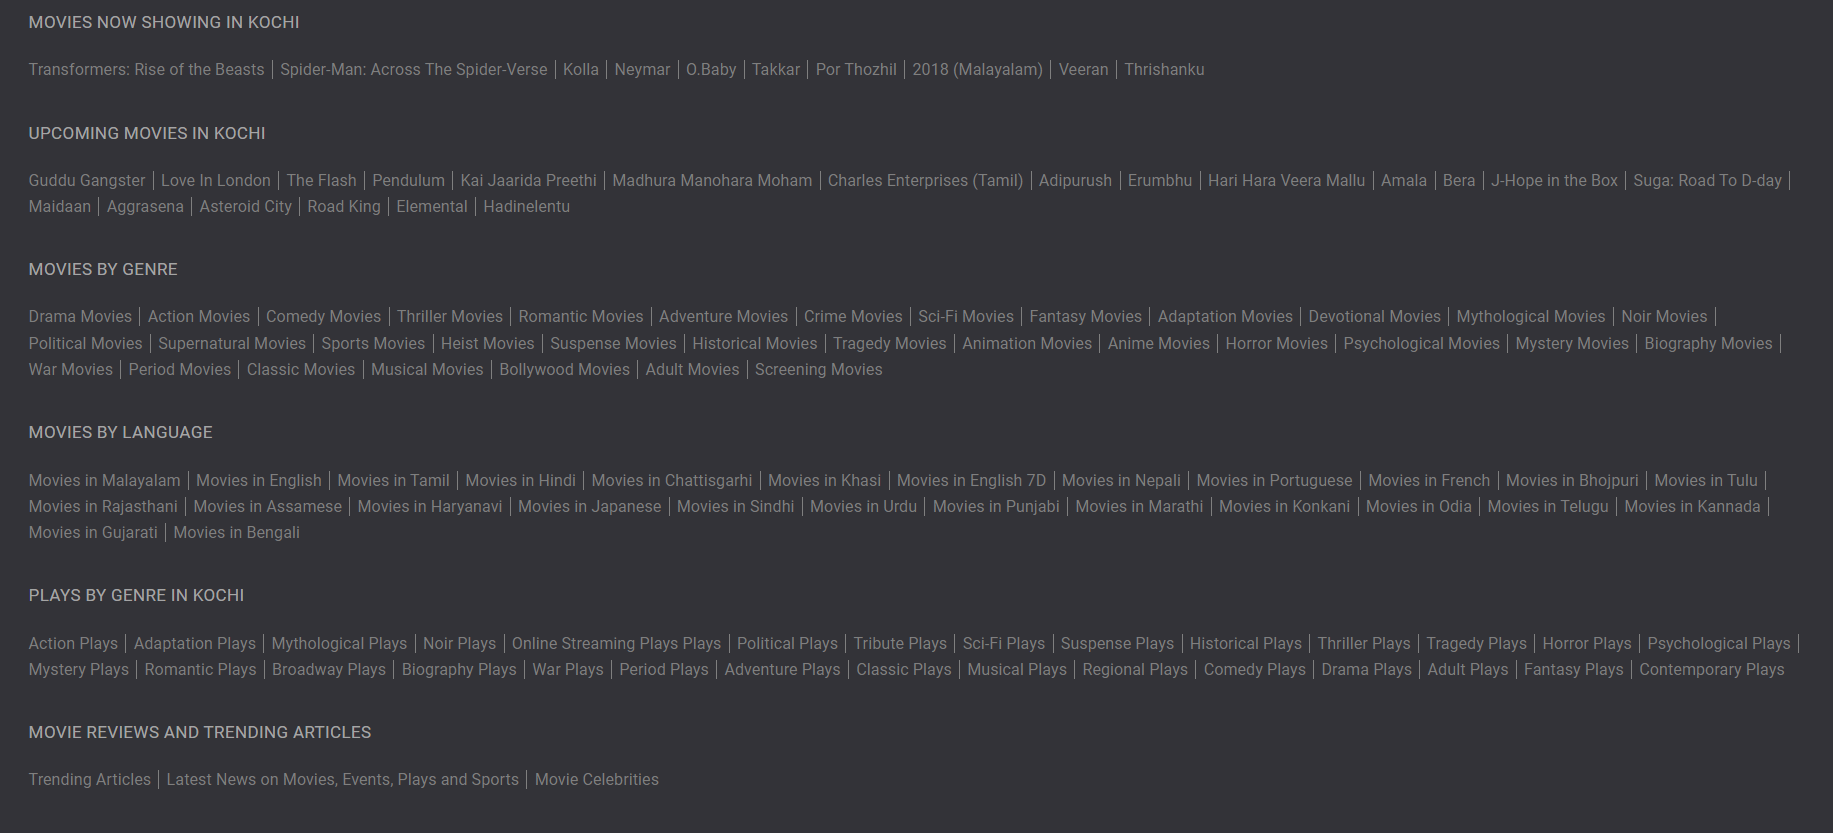 MOVIES NOW SHOWING IN KOCHI
Transformers: Rise of the Beasts | Spider-Man: Across The Spider-Verse | Kolla | Neymar | O.Baby | Takkar | Por Thozhil | 2018 (Malayalam) | Veeran | Thrishanku
UPCOMING MOVIES IN KOCHI
Guddu Gangster | Love In London | The Flash | Pendulum | Kai Jaarida Preethi | Madhura Manohara Moham | Charles Enterprises (Tamil) | Adipurush | Erumbhu | Hari Hara Veera Mallu | Amala | Bera | J-Hope in the Box | Suga: Road To D-day |
Maidaan | Aggrasena | Asteroid City | Road King | Elemental | Hadinelentu
MOVIES BY GENRE
Drama Movies | Action Movies | Comedy Movies | Thriller Movies | Romantic Movies | Adventure Movies | Crime Movies | Sci-Fi Movies | Fantasy Movies | Adaptation Movies | Devotional Movies | Mythological Movies | Noir Movies |
Political Movies | Supernatural Movies | Sports Movies | Heist Movies | Suspense Movies | Historical Movies | Tragedy Movies | Animation Movies | Anime Movies | Horror Movies | Psychological Movies | Mystery Movies | Biography Movies |
War Movies | Period Movies | Classic Movies | Musical Movies | Bollywood Movies | Adult Movies | Screening Movies
MOVIES BY LANGUAGE
Movies in Malayalam | Movies in English | Movies in Tamil | Movies in Hindi | Movies in Chattisgarhi | Movies in Khasi | Movies in English 7D | Movies in Nepali | Movies in Portuguese | Movies in French | Movies in Bhojpuri | Movies in Tulu |
Movies in Rajasthani | Movies in Assamese | Movies in Haryanavi | Movies in Japanese | Movies in Sindhi | Movies in Urdu | Movies in Punjabi | Movies in Marathi | Movies in Konkani | Movies in Odia | Movies in Telugu | Movies in Kannada |
Movies in Gujarati | Movies in Bengali
PLAYS BY GENRE IN KOCHI
Action Plays | Adaptation Plays | Mythological Plays | Noir Plays | Online Streaming Plays Plays | Political Plays | Tribute Plays | Sci-Fi Plays | Suspense Plays | Historical Plays | Thriller Plays | Tragedy Plays | Horror Plays | Psychological Plays |
Mystery Plays | Romantic Plays | Broadway Plays | Biography Plays | War Plays | Period Plays | Adventure Plays | Classic Plays | Musical Plays | Regional Plays | Comedy Plays | Drama Plays | Adult Plays | Fantasy Plays | Contemporary Plays
MOVIE REVIEWS AND TRENDING ARTICLES
Trending Articles | Latest News on Movies, Events, Plays and Sports | Movie Celebrities